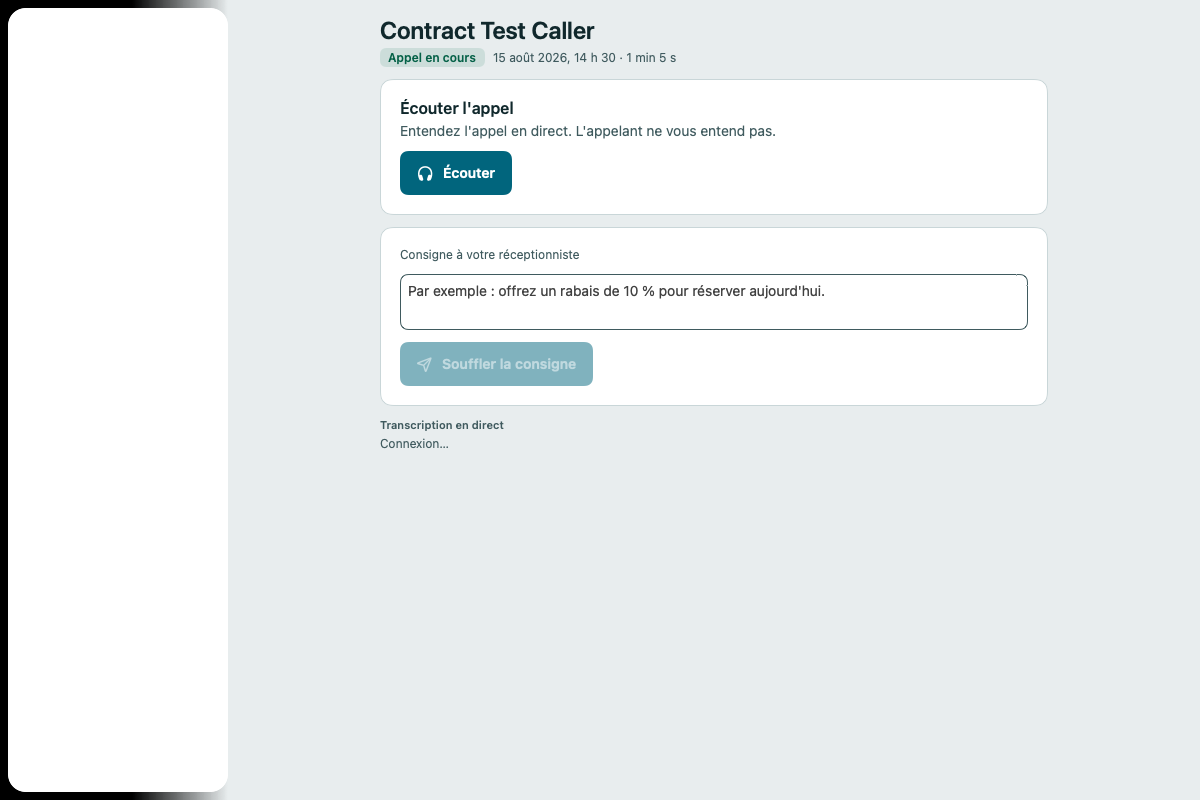 Contract Test Caller
Appel en cours 15 août 2026, 14 h 30 · 1 min 5 s
Écouter l'appel
Entendez l'appel en direct. L'appelant ne vous entend pas.
Écouter
Consigne à votre réceptionniste
Par exemple : offrez un rabais de 10 % pour réserver aujourd'hui.
Souffler la consigne
Transcription en direct
Connexion…